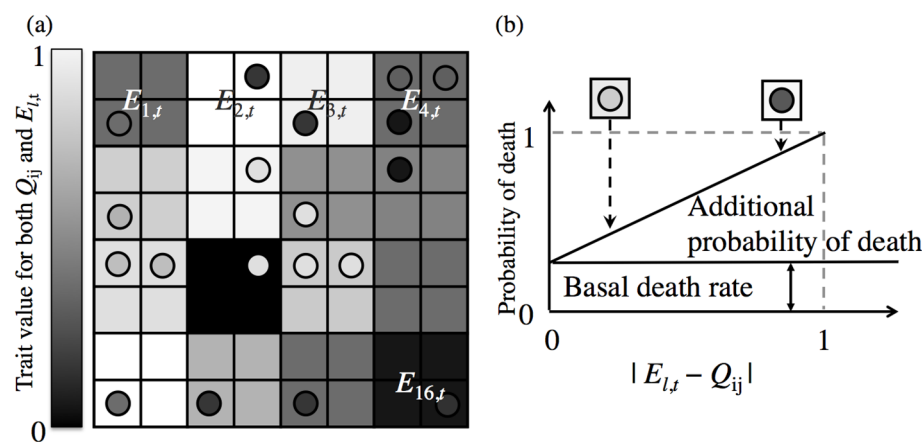 (a)
1
Trait value for both Q_ij and E_l,t
0
E_1,t
E_2,t
E_3,t
E_4,t
E_16,t
(b)
Probability of death
1
0
Additional
probability of death
Basal death rate
0
1
| E_l,t − Q_ij |